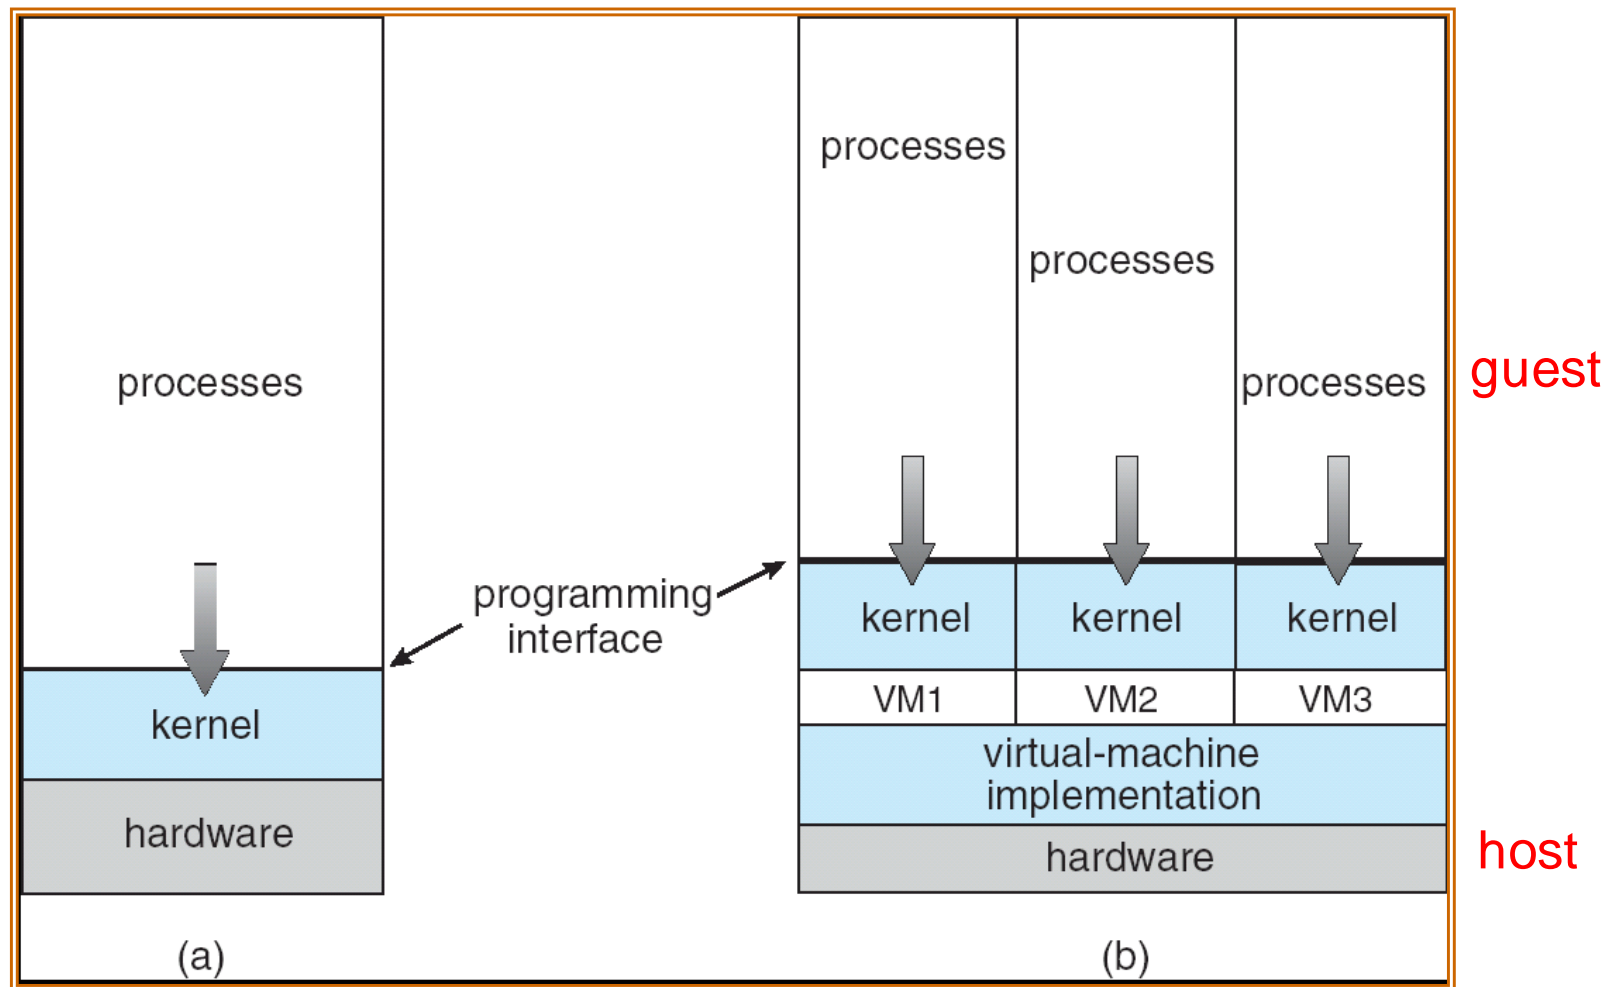 processes
kernel
hardware
(a)
programming
interface
processes
processes
processes
kernel
kernel
kernel
VM1
VM2
VM3
virtual-machine
implementation
hardware
(b)
guest
host